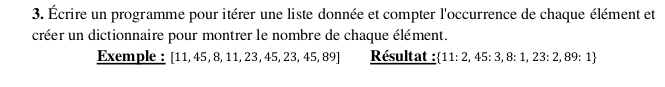 3. Écrire un programme pour itérer une liste donnée et compter l'occurrence de chaque élément et
créer un dictionnaire pour montrer le nombre de chaque élément.
Exemple : [11, 45, 8, 11, 23, 45, 23, 45, 89] Résultat :{11: 2, 45: 3, 8: 1, 23: 2, 89: 1}